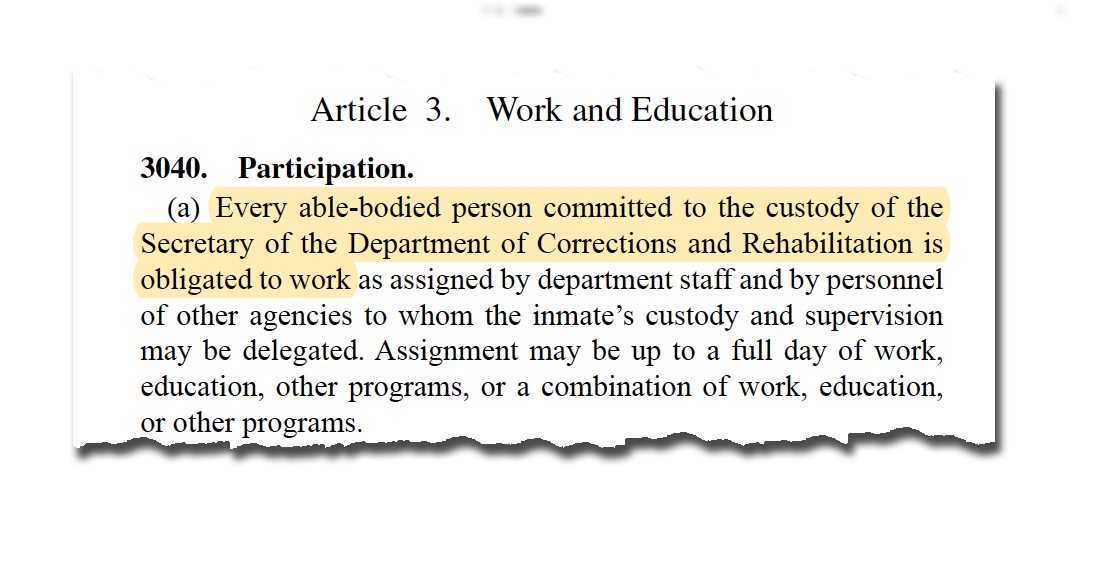 Article 3. Work and Education
3040. Participation.
(a) Every able-bodied person committed to the custody of the
Secretary of the Department of Corrections and Rehabilitation is
obligated to work as assigned by department staff and by personnel
of other agencies to whom the inmate’s custody and supervision
may be delegated. Assignment may be up to a full day of work,
education, other programs, or a combination of work, education,
or other programs.